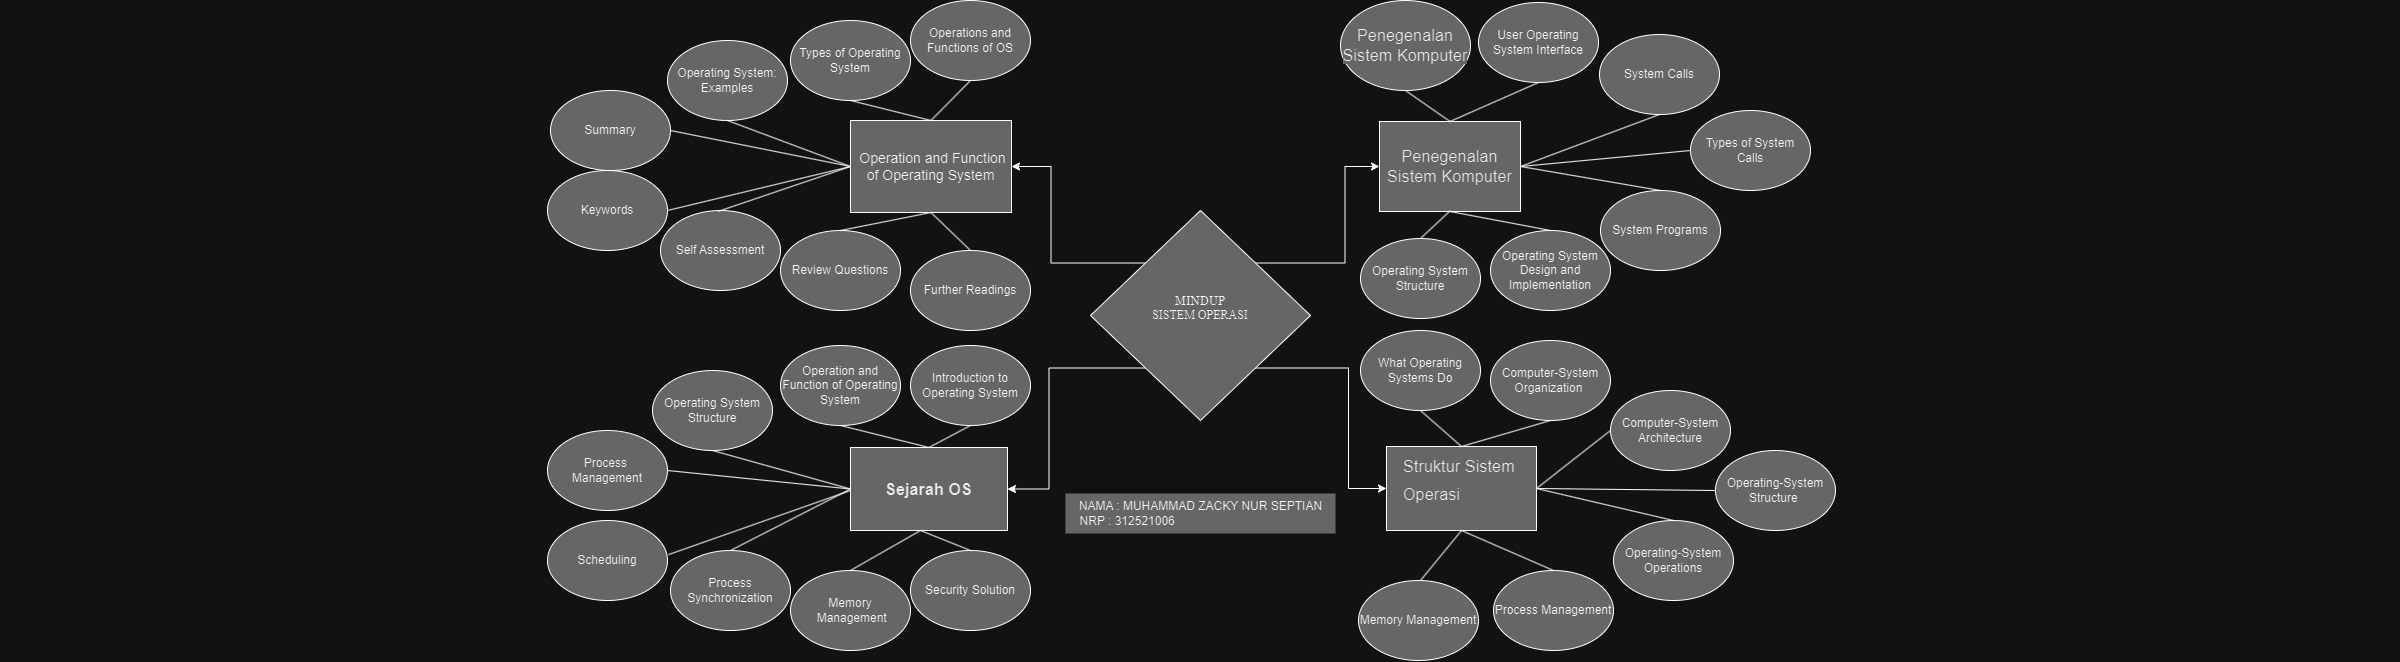 Operations and
Functions of OS
Types of Operating
System
Operating System:
Examples
Summary
Keywords
Self Assessment
Review Questions
Further Readings
Operation and Function
of Operating System
Penegenalan
Sistem Komputer
User Operating
System Interface
System Calls
Types of System
Calls
System Programs
Operating System
Design and
Implementation
Operating System
Structure
Penegenalan
Sistem Komputer
MINDUP
SISTEM OPERASI
Introduction to
Operating System
Operation and
Function of Operating
System
Operating System
Structure
Process
Management
Scheduling
Process
Synchronization
Memory
Management
Security Solution
Sejarah OS
NAMA : MUHAMMAD ZACKY NUR SEPTIAN
NRP : 312521006
What Operating
Systems Do
Computer-System
Organization
Computer-System
Architecture
Operating-System
Structure
Operating-System
Operations
Process Management
Memory Management
Struktur Sistem
Operasi